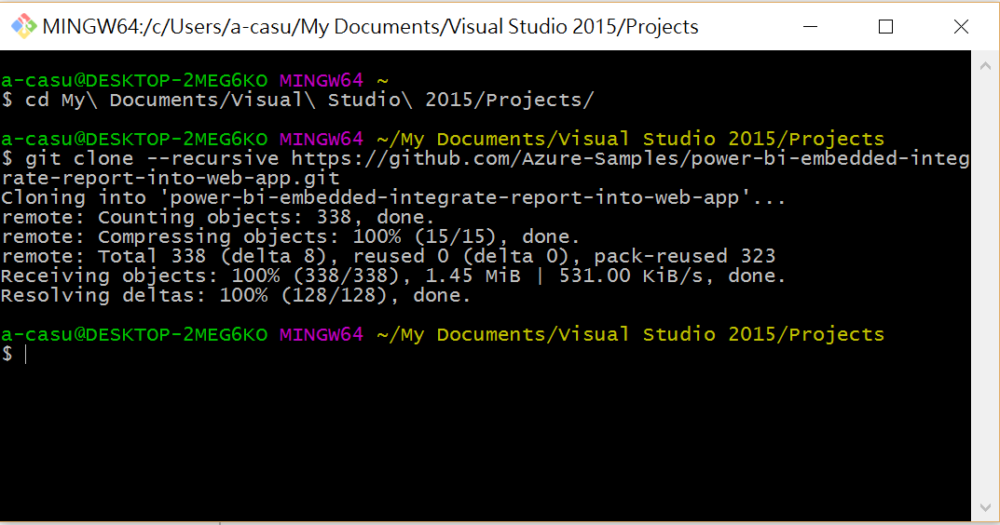 MINGW64:/c/Users/a-casu/My Documents/Visual Studio 2015/Projects
a-casu@DESKTOP-2MEG6KO MINGW64 ~
$ cd My\ Documents/Visual\ Studio\ 2015/Projects/
a-casu@DESKTOP-2MEG6KO MINGW64 ~/My Documents/Visual Studio 2015/Projects
$ git clone --recursive https://github.com/Azure-Samples/power-bi-embedded-integ
rate-report-into-web-app.git
Cloning into 'power-bi-embedded-integrate-report-into-web-app'...
remote: Counting objects: 338, done.
remote: Compressing objects: 100% (15/15), done.
remote: Total 338 (delta 8), reused 0 (delta 0), pack-reused 323
Receiving objects: 100% (338/338), 1.45 MiB | 531.00 KiB/s, done.
Resolving deltas: 100% (128/128), done.
a-casu@DESKTOP-2MEG6KO MINGW64 ~/My Documents/Visual Studio 2015/Projects
$